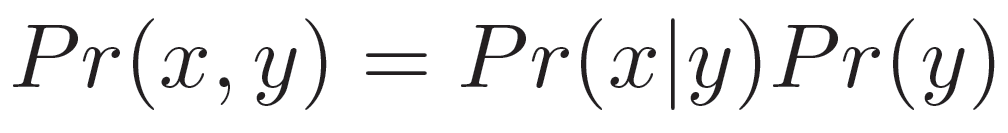 Pr(x, y) = Pr(x|y)Pr(y)